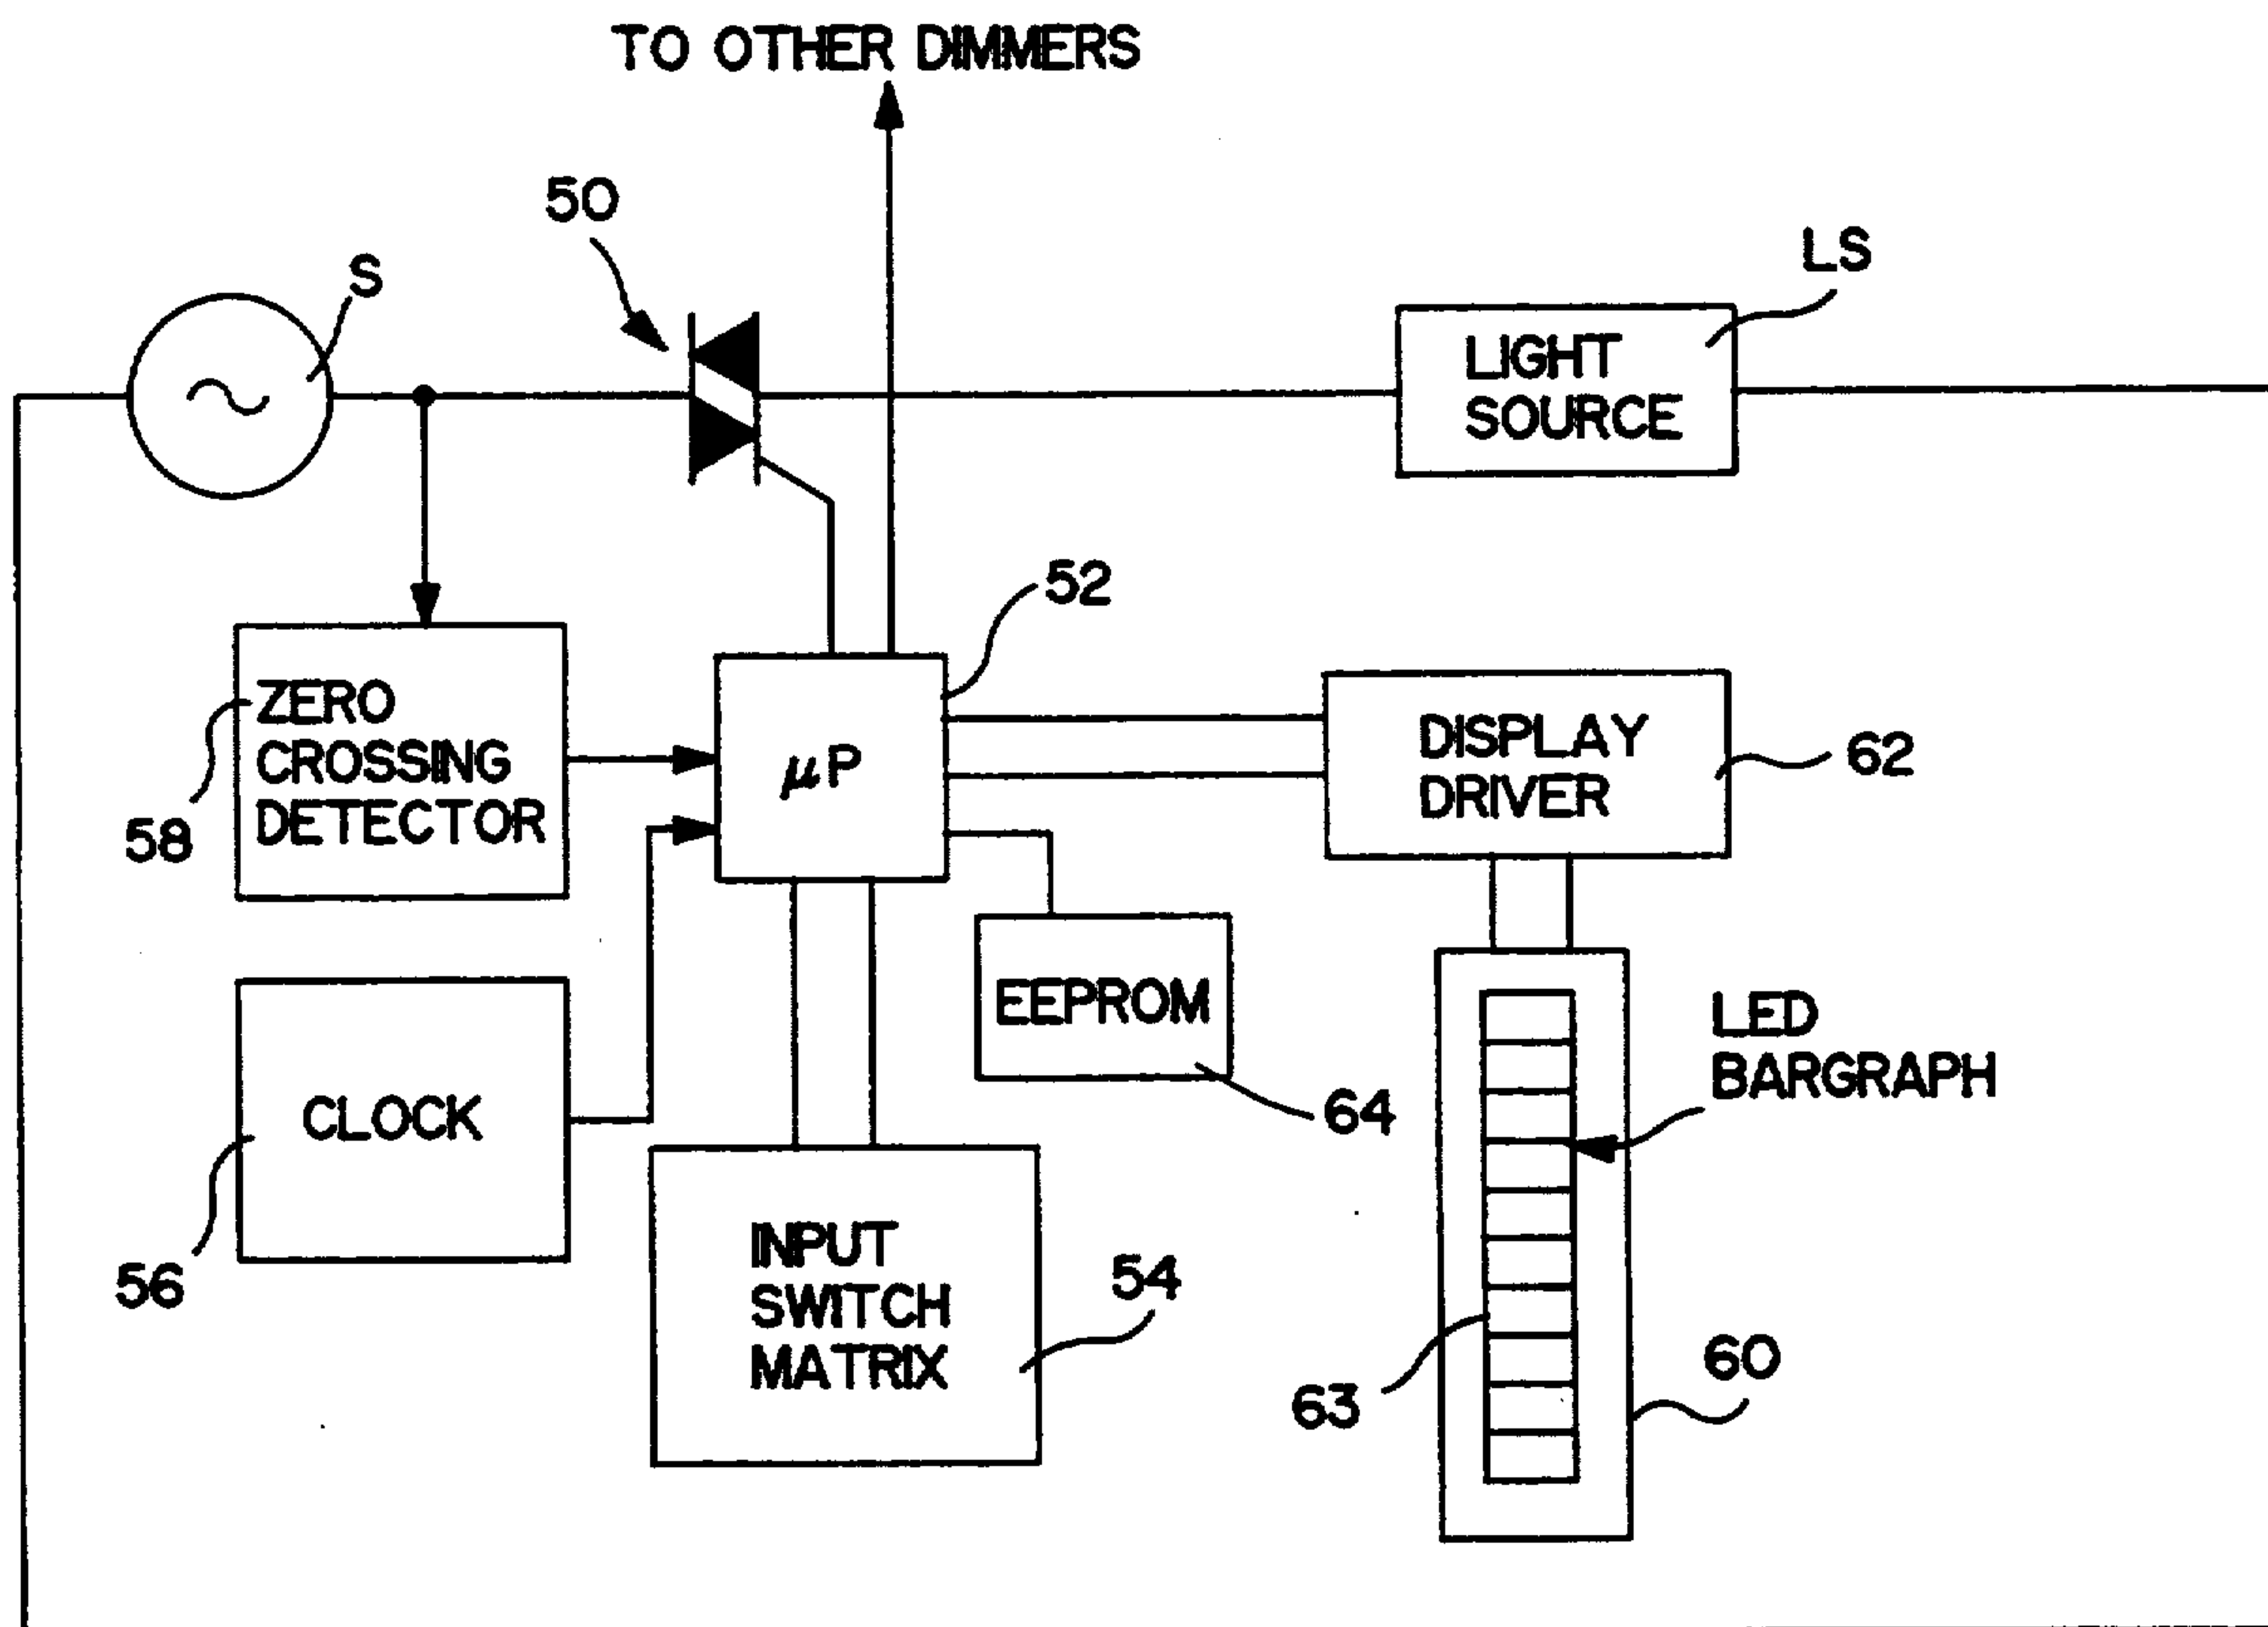 TO OTHER DIMMERS
50
S
LS
LIGHT
SOURCE
52
ZERO
CROSSING
DETECTOR
58
μP
DISPLAY
DRIVER
62
EEPROM
64
CLOCK
56
INPUT
SWITCH
MATRIX
54
LED
BARGRAPH
63
60